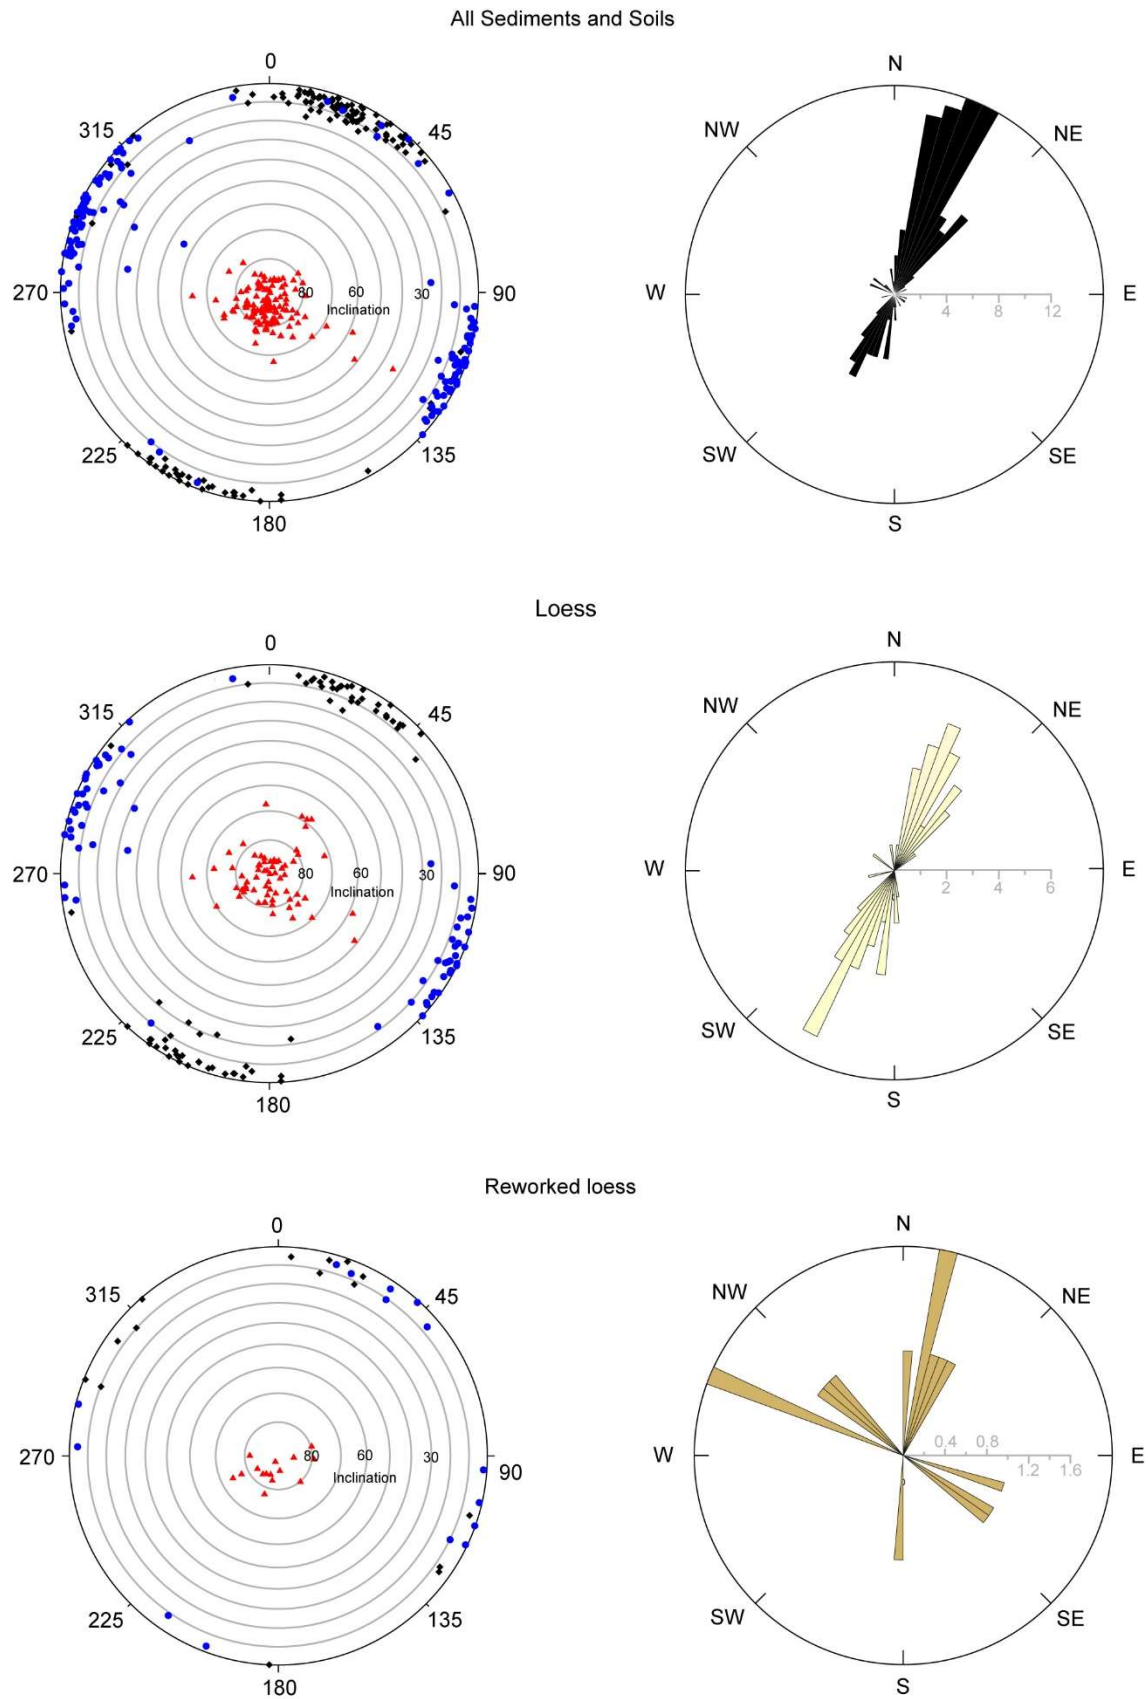 All Sediments and Soils
0
315 45
270 80 60 30 90
Inclination
225 135
180
N
NW NE
W 4 8 12 E
SW SE
S
Loess
0
315 45
270 80 60 30 90
Inclination
225 135
180
N
NW NE
W 2 4 6 E
SW SE
S
Reworked loess
0
315 45
270 80 60 30 90
Inclination
225 135
180
N
NW NE
0.4 0.8
W E
1.2 1.6
SW SE
S